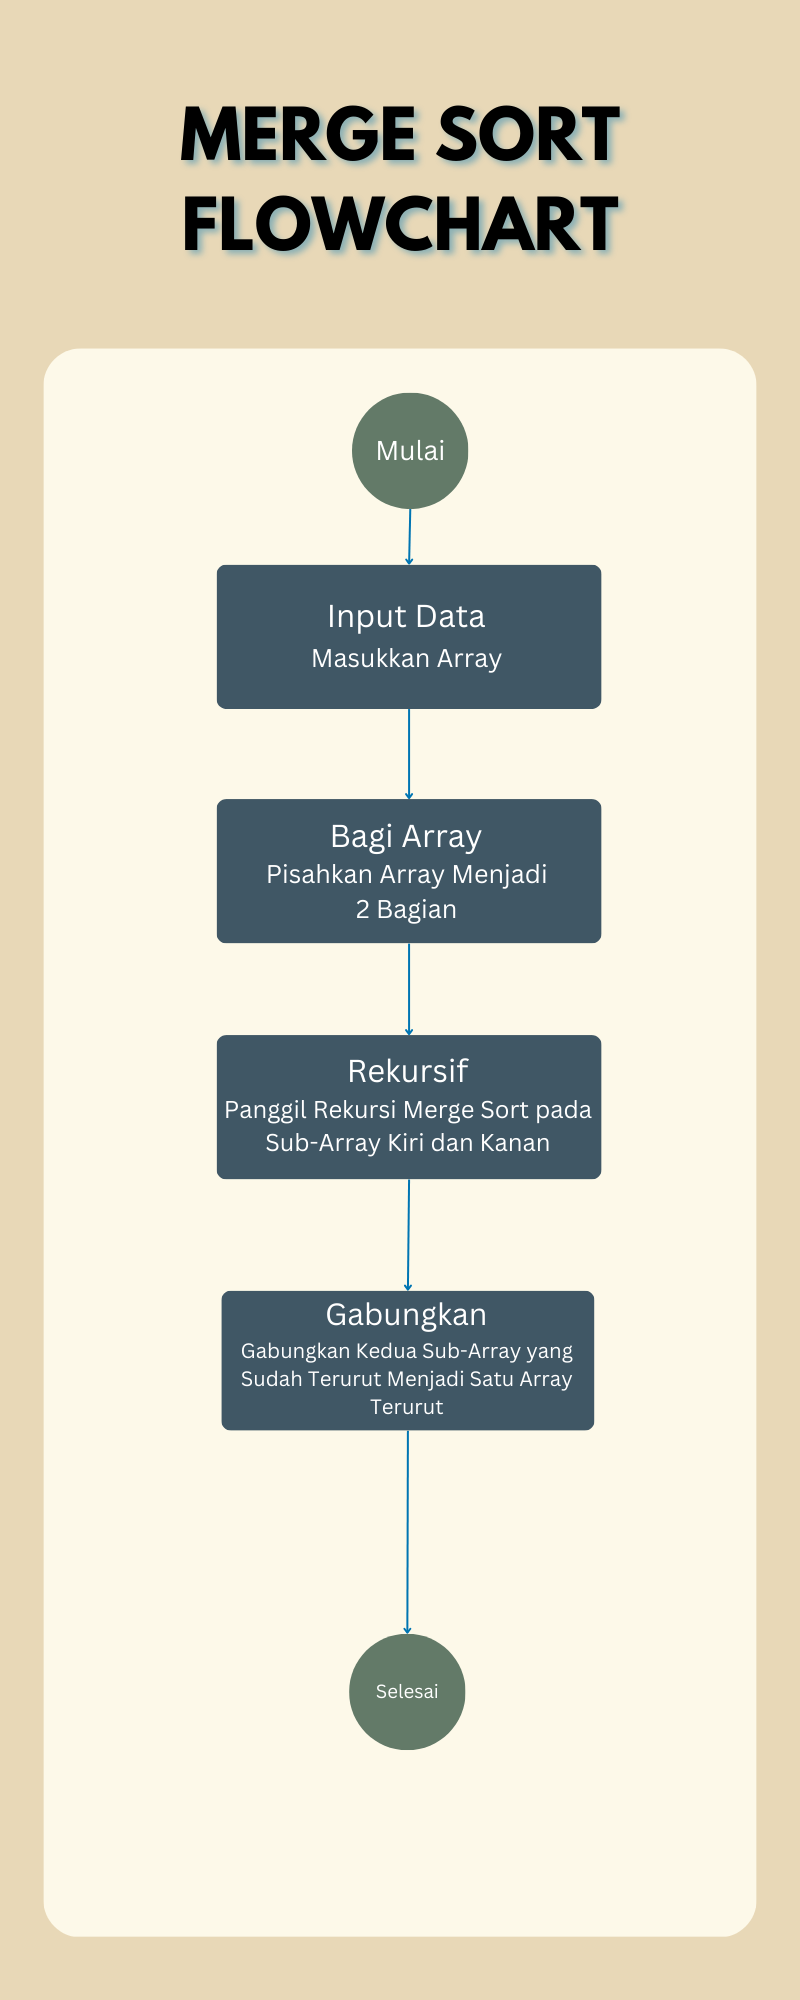 MERGE SORT
FLOWCHART
Mulai
Input Data
Masukkan Array
Bagi Array
Pisahkan Array Menjadi
2 Bagian
Rekursif
Panggil Rekursi Merge Sort pada
Sub-Array Kiri dan Kanan
Gabungkan
Gabungkan Kedua Sub-Array yang
Sudah Terurut Menjadi Satu Array
Terurut
Selesai